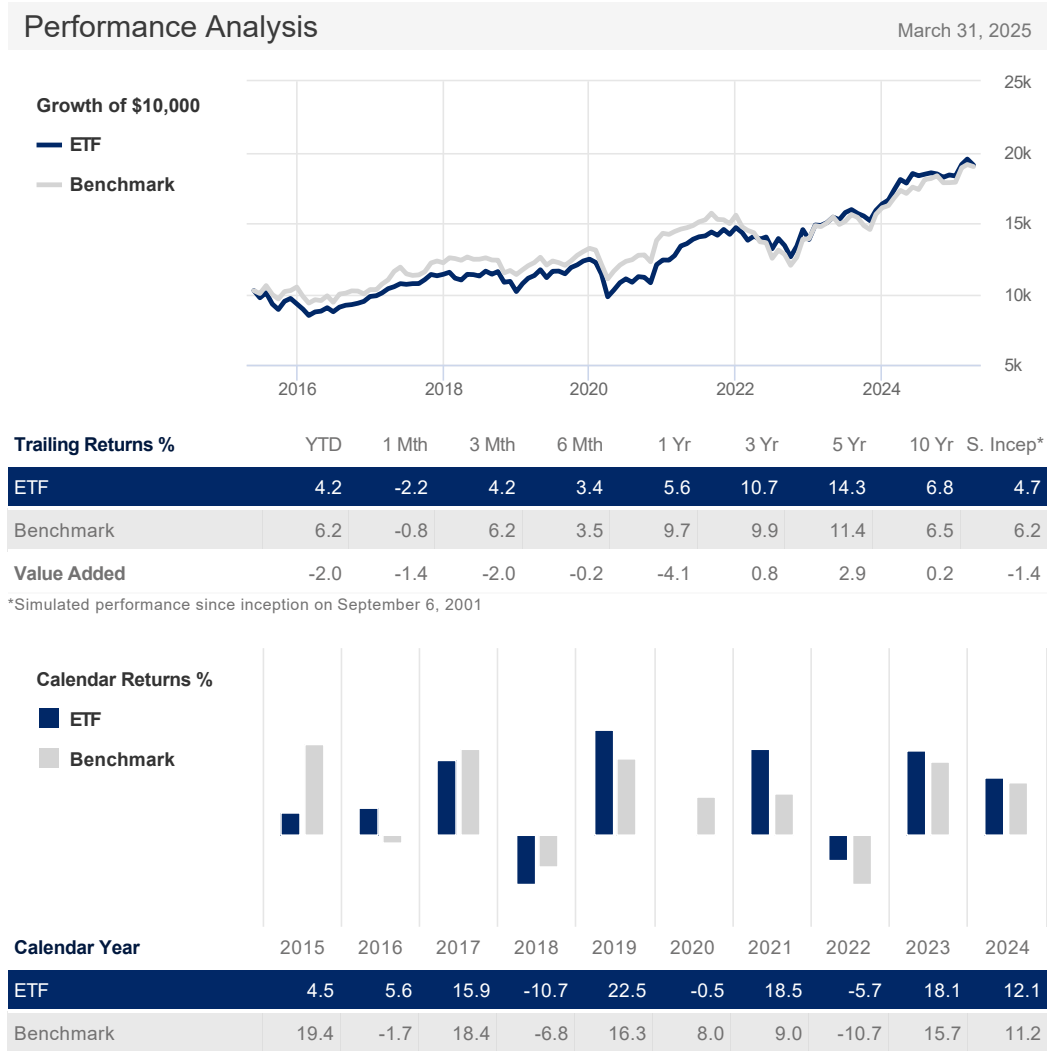 Performance Analysis March 31, 2025
25k
Growth of $10,000
ETF
20k
Benchmark
15k
10k
5k
2016 2018 2020 2022 2024
Trailing Returns % YTD 1 Mth 3 Mth 6 Mth 1 Yr 3 Yr 5 Yr 10 Yr S. Incep*
ETF 4.2 -2.2 4.2 3.4 5.6 10.7 14.3 6.8 4.7
Benchmark 6.2 -0.8 6.2 3.5 9.7 9.9 11.4 6.5 6.2
Value Added -2.0 -1.4 -2.0 -0.2 -4.1 0.8 2.9 0.2 -1.4
*Simulated performance since inception on September 6, 2001
Calendar Returns %
ETF
Benchmark
Calendar Year 2015 2016 2017 2018 2019 2020 2021 2022 2023 2024
ETF 4.5 5.6 15.9 -10.7 22.5 -0.5 18.5 -5.7 18.1 12.1
Benchmark 19.4 -1.7 18.4 -6.8 16.3 8.0 9.0 -10.7 15.7 11.2